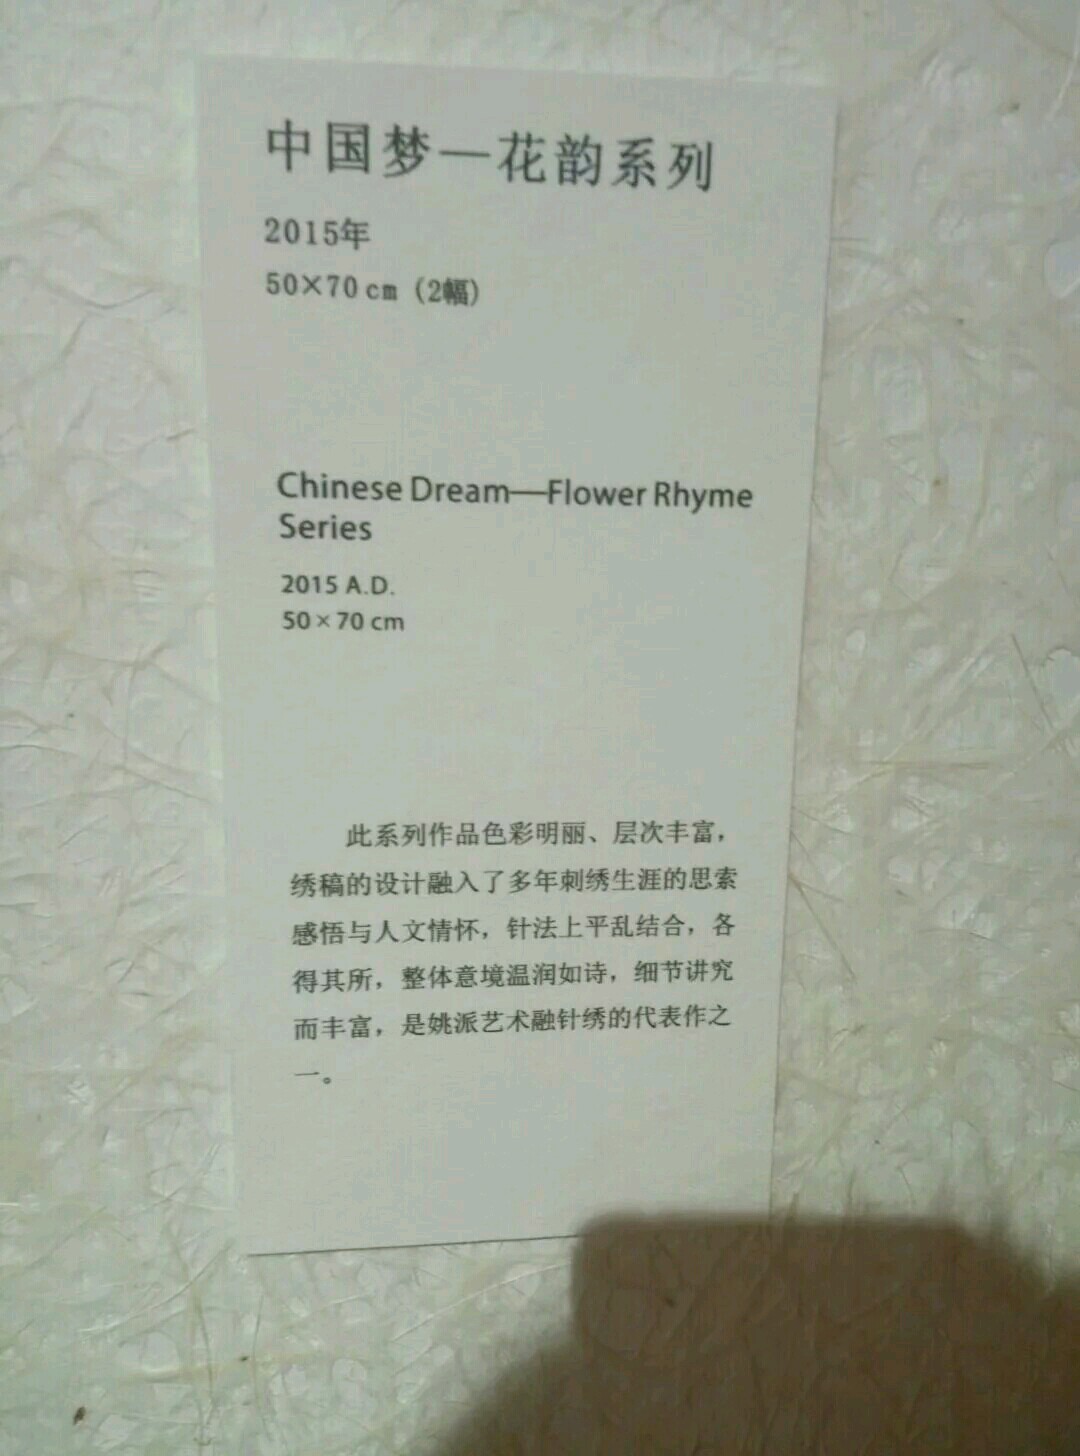 中国梦—花韵系列
2015年
50×70cm（2幅）
Chinese Dream—Flower Rhyme
Series
2015 A.D.
50×70 cm
此系列作品色彩明丽、层次丰富，
绣稿的设计融入了多年刺绣生涯的思索
感悟与人文情怀，针法上平乱结合，各
得其所，整体意境温润如诗，细节讲究
而丰富，是姚派艺术融针绣的代表作之
一。